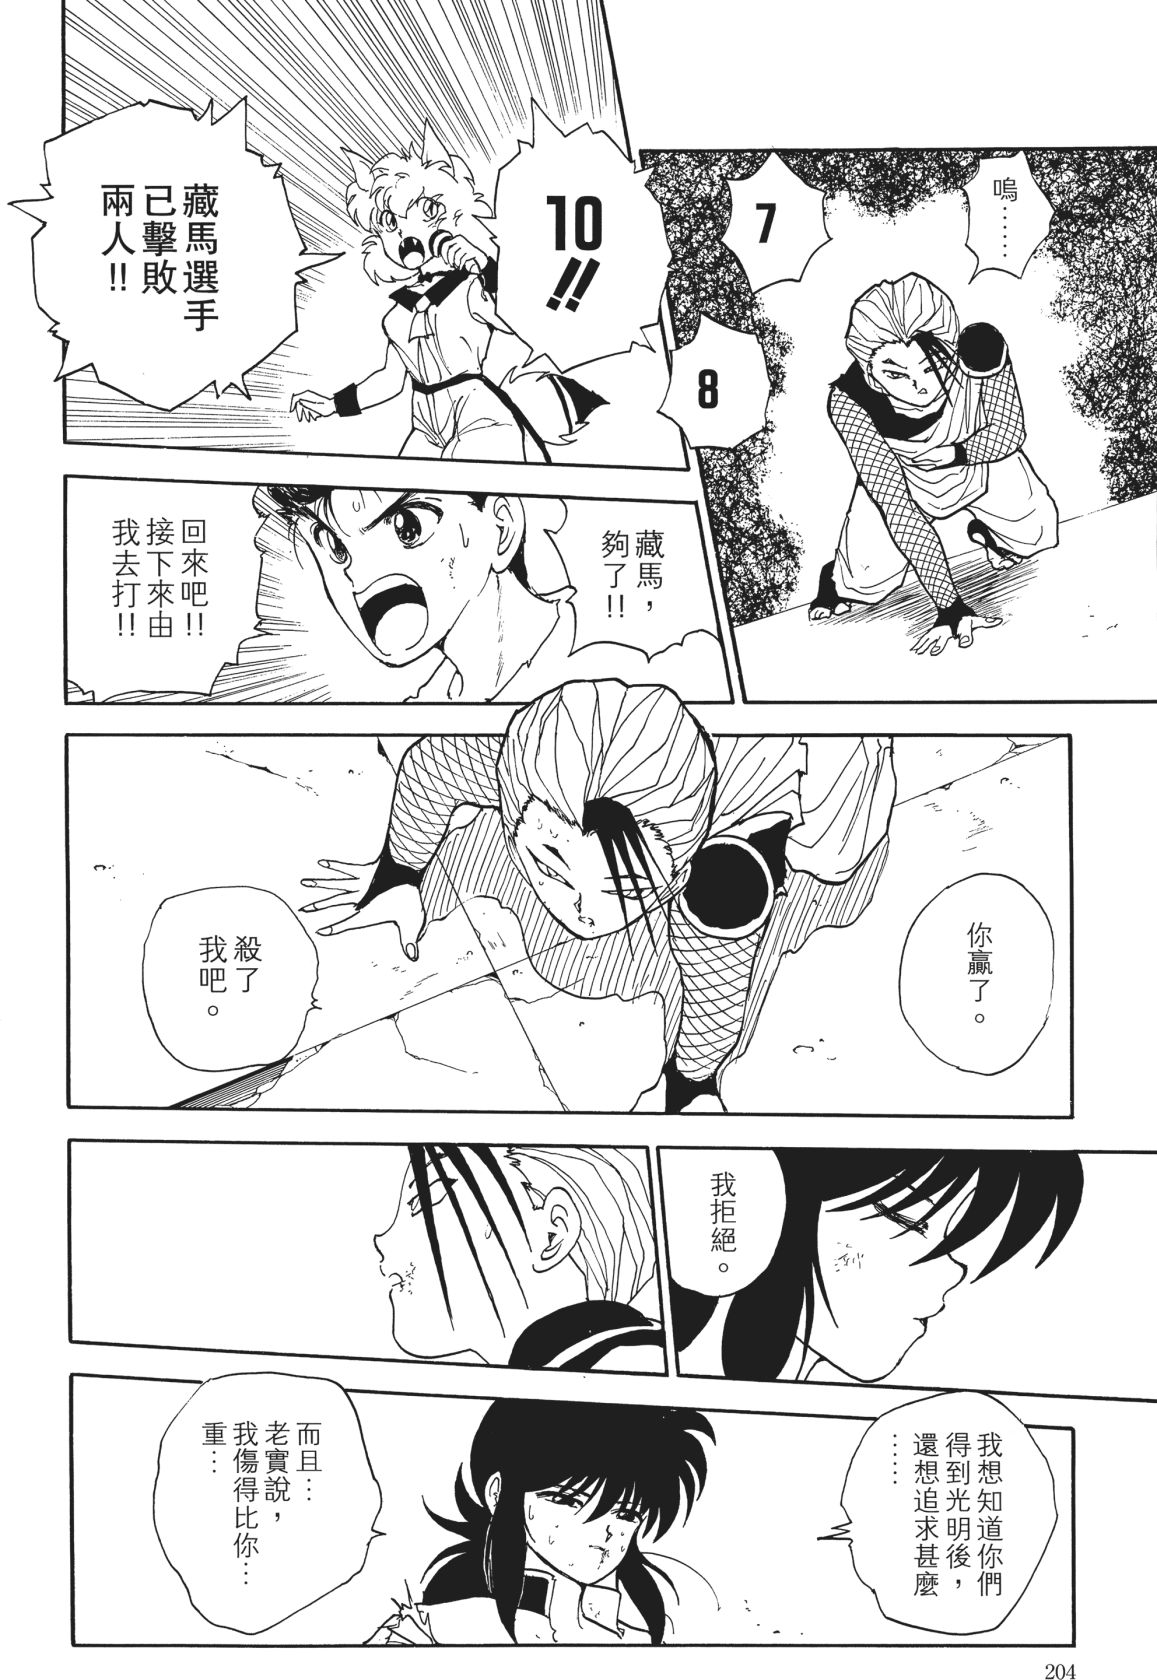 嗚……
7
8
10!!
藏馬選手
已擊敗
兩人!!
藏馬，
夠了!!
回來吧!!
接下來由
我去打!!
你贏了。
殺了
我吧。
我拒絕。
我想知道你們
得到光明後，
還想追求甚麼
……
而且…
老實說，
我傷得比你…
重…
204